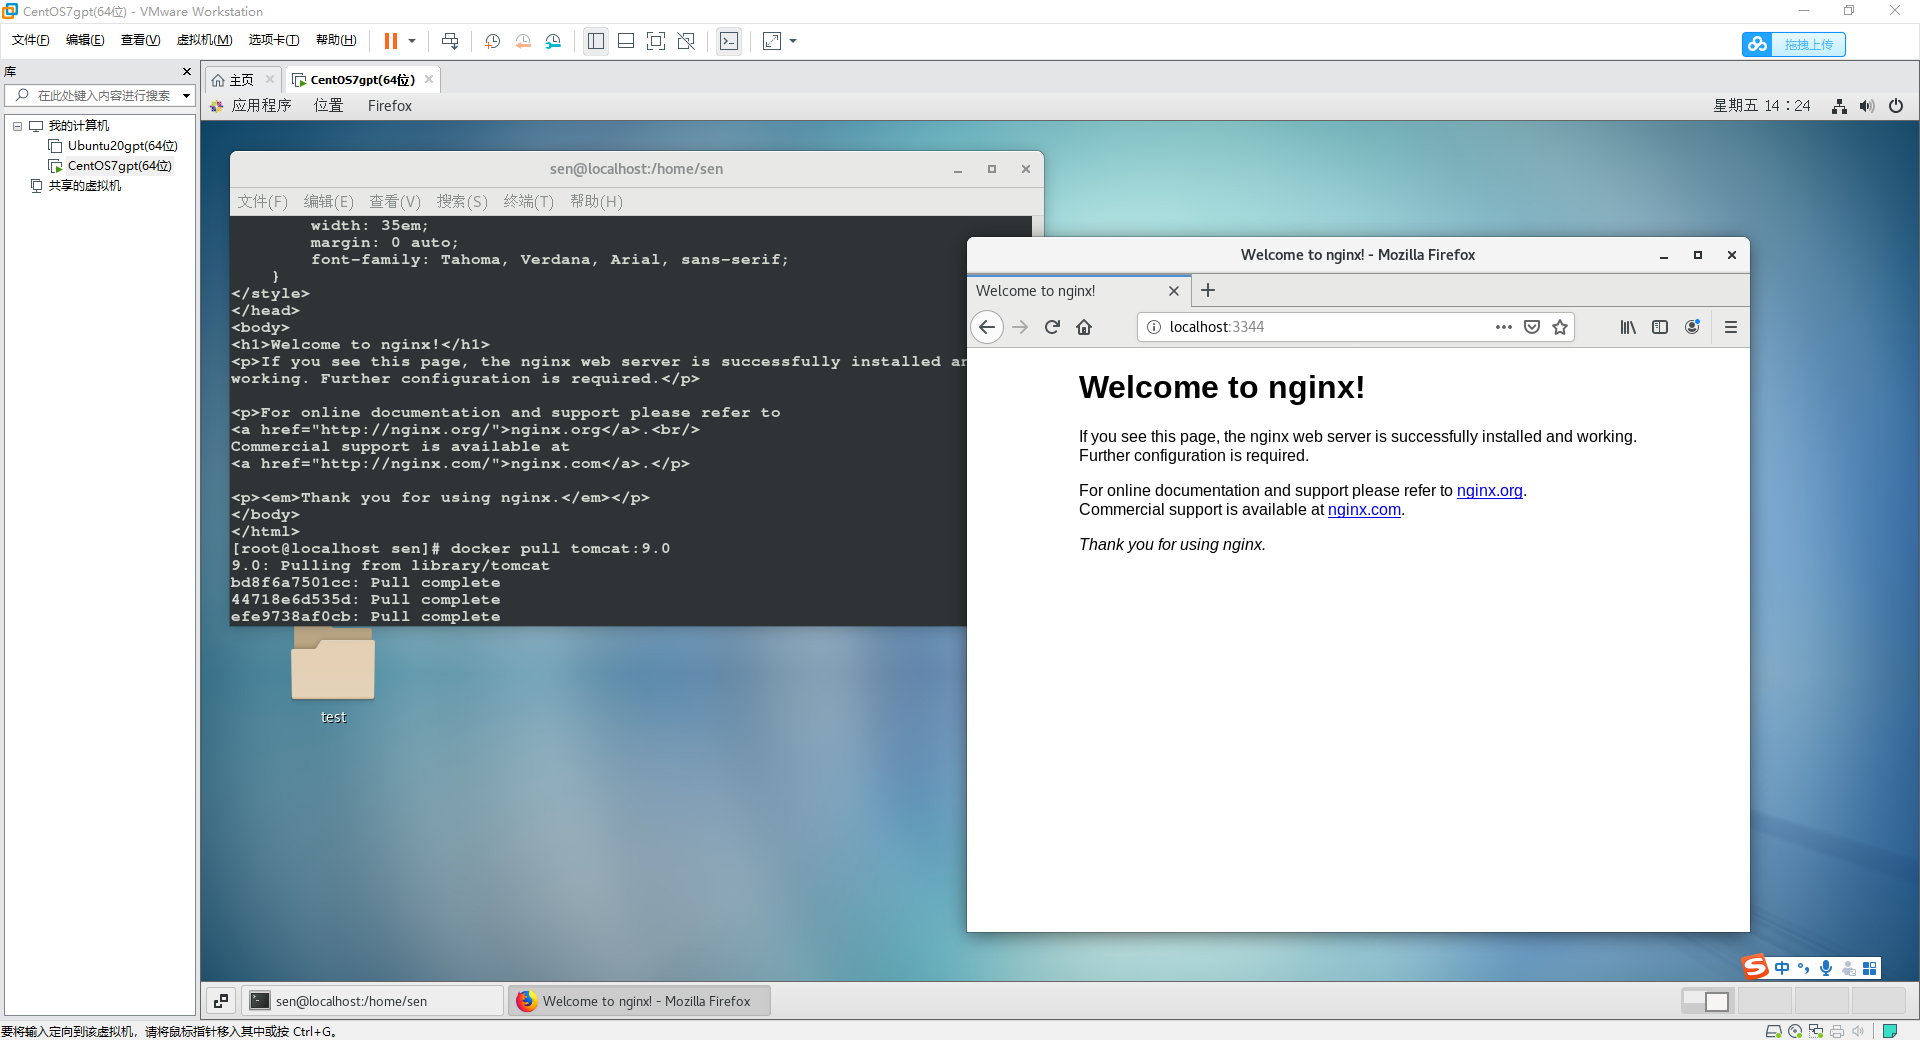 CentOS7gpt(64位) - VMware Workstation
文件(F) 编辑(E) 查看(V) 虚拟机(M) 选项卡(T) 帮助(H)
拖拽上传
库
在此处键入内容进行搜索
我的计算机
Ubuntu20gpt(64位)
CentOS7gpt(64位)
共享的虚拟机
主页
CentOS7gpt(64位)
应用程序 位置 Firefox
星期五 14：24
sen@localhost:/home/sen
文件(F) 编辑(E) 查看(V) 搜索(S) 终端(T) 帮助(H)
width: 35em;
margin: 0 auto;
font-family: Tahoma, Verdana, Arial, sans-serif;
}
</style>
</head>
<body>
<h1>Welcome to nginx!</h1>
<p>If you see this page, the nginx web server is successfully installed an
working. Further configuration is required.</p>
<p>For online documentation and support please refer to
<a href="http://nginx.org/">nginx.org</a>.<br/>
Commercial support is available at
<a href="http://nginx.com/">nginx.com</a>.</p>
<p><em>Thank you for using nginx.</em></p>
</body>
</html>
[root@localhost sen]# docker pull tomcat:9.0
9.0: Pulling from library/tomcat
bd8f6a7501cc: Pull complete
44718e6d535d: Pull complete
efe9738af0cb: Pull complete
test
Welcome to nginx! - Mozilla Firefox
Welcome to nginx!
localhost:3344
Welcome to nginx!
If you see this page, the nginx web server is successfully installed and working.
Further configuration is required.
For online documentation and support please refer to nginx.org.
Commercial support is available at nginx.com.
Thank you for using nginx.
中
sen@localhost:/home/sen
Welcome to nginx! - Mozilla Firefox
要将输入定向到该虚拟机，请将鼠标指针移入其中或按 Ctrl+G。